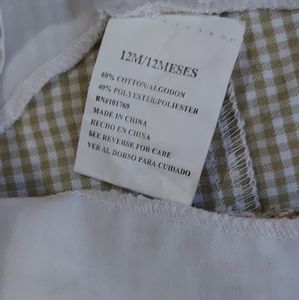 12M/12MESES
60% COTTON/ALGODON
40% POLYESTER/POLIESTER
RN#101769
MADE IN CHINA
HECHO EN CHINA
SEE REVERSE FOR CARE
VER AL DORSO PARA CUIDADO